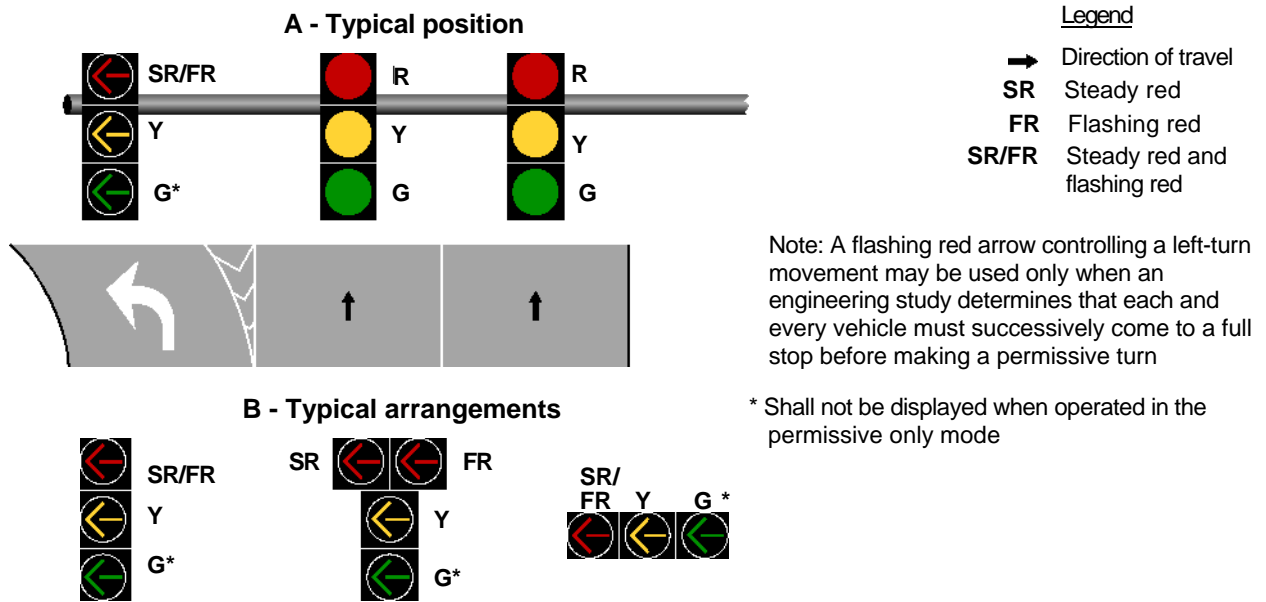 A - Typical position
SR/FR
R
R
Y
Y
Y
G*
G
G
Legend
Direction of travel
SR Steady red
FR Flashing red
SR/FR Steady red and
flashing red
Note: A flashing red arrow controlling a left-turn
movement may be used only when an
engineering study determines that each and
every vehicle must successively come to a full
stop before making a permissive turn
* Shall not be displayed when operated in the
permissive only mode
B - Typical arrangements
SR/FR
Y
G*
SR
FR
Y
G*
SR/
FR Y G *